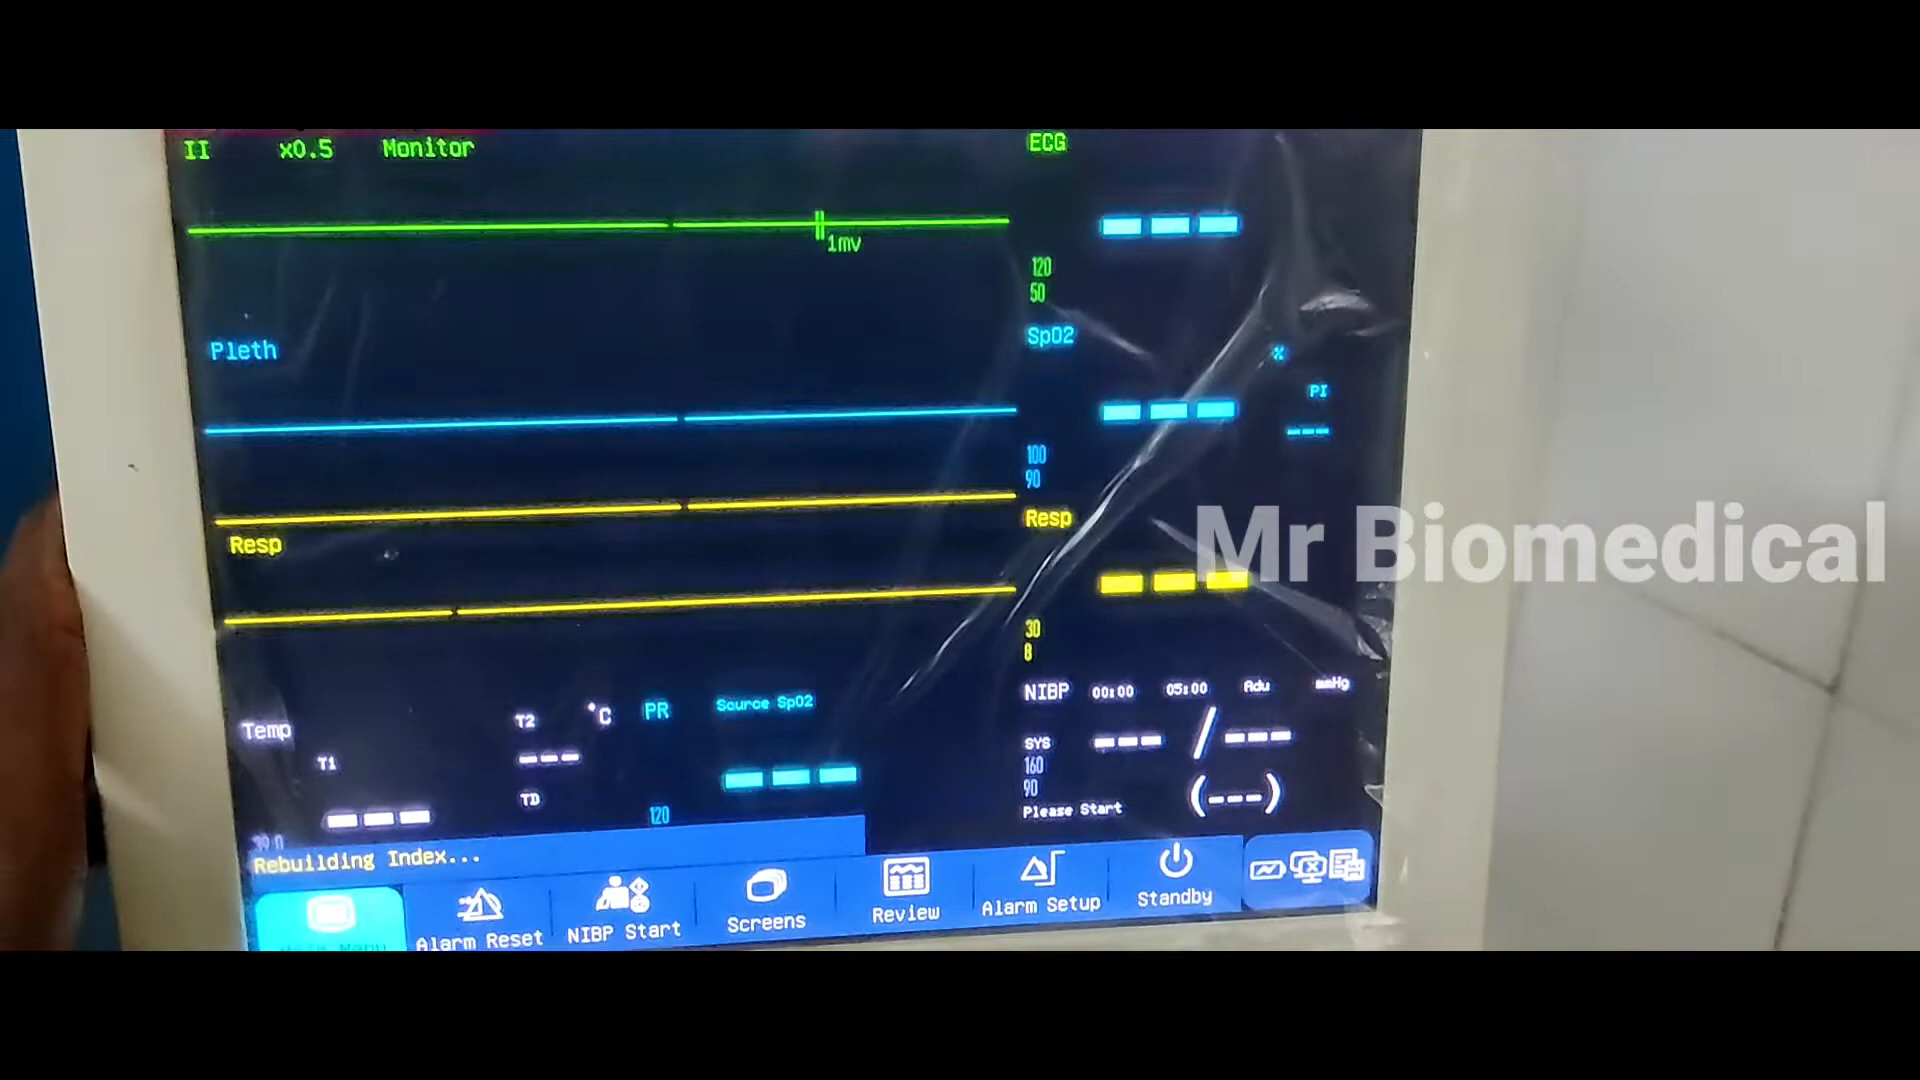 II x0.5 Monitor
ECG
1mv
120
50
Pleth
SpO2
%
PI
---
100
90
Resp
Resp
30
8
Mr Biomedical
Temp
T1
T2
°C
---
TD
---
PR
Source SpO2
---
120
NIBP 00:00 05:00 Adu mmHg
SYS
--- / ---
160
90
(---)
Please Start
Rebuilding Index...
Alarm Reset
NIBP Start
Screens
Review
Alarm Setup
Standby